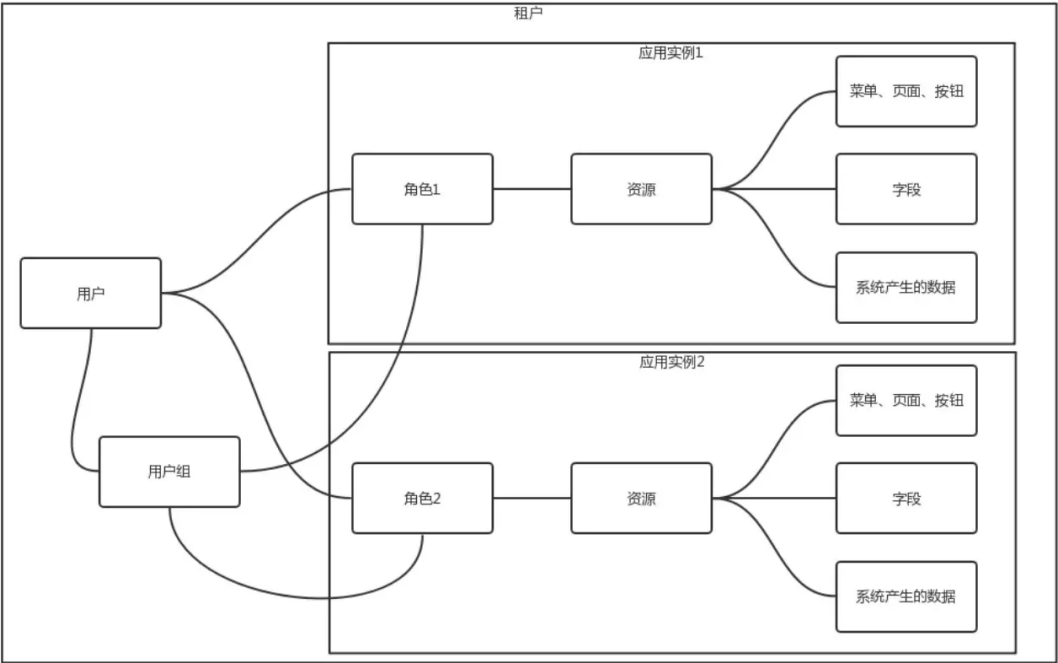 租户
应用实例1
菜单、页面、按钮
角色1
资源
字段
系统产生的数据
用户
应用实例2
菜单、页面、按钮
用户组
角色2
资源
字段
系统产生的数据